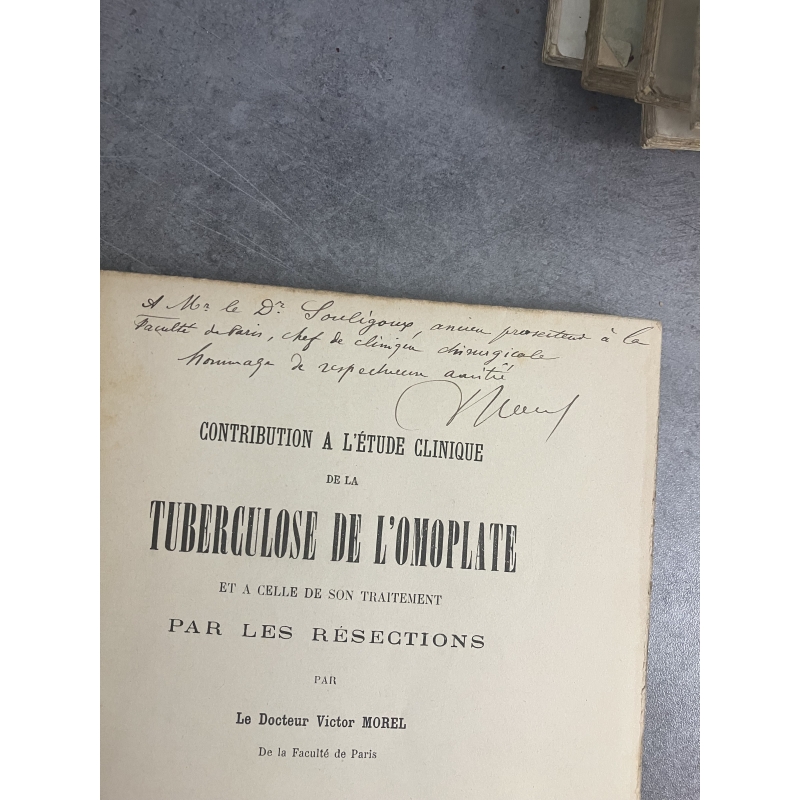 A Mr le Dr Souligoux, ancien prosecteur à la
Faculté de Paris, chef de clinique chirurgicale
hommage de respectueuse amitié
VMorel
CONTRIBUTION A L'ÉTUDE CLINIQUE
DE LA
TUBERCULOSE DE L'OMOPLATE
ET A CELLE DE SON TRAITEMENT
PAR LES RÉSECTIONS
PAR
Le Docteur Victor MOREL
De la Faculté de Paris